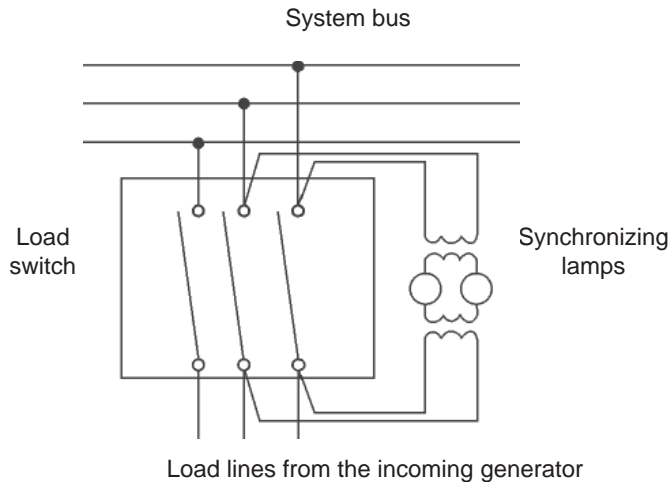 System bus
Load
switch
Synchronizing
lamps
Load lines from the incoming generator